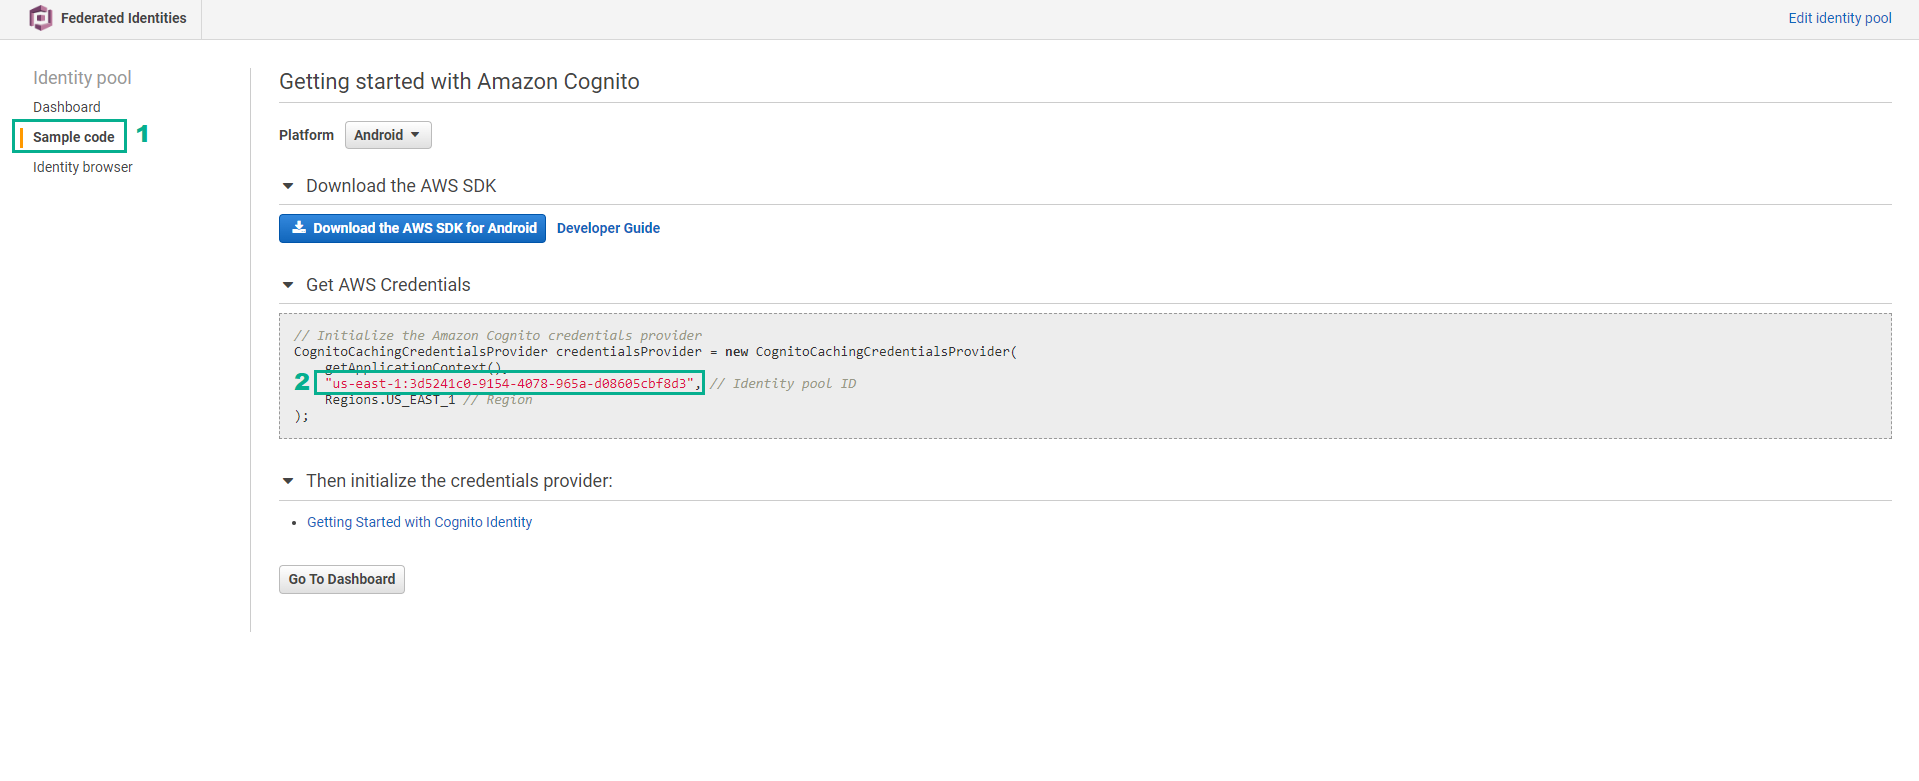 Federated Identities
Edit identity pool
Identity pool
Dashboard
Sample code 1
Identity browser
Getting started with Amazon Cognito
Platform Android
Download the AWS SDK
Download the AWS SDK for Android Developer Guide
Get AWS Credentials
// Initialize the Amazon Cognito credentials provider
CognitoCachingCredentialsProvider credentialsProvider = new CognitoCachingCredentialsProvider(
getApplicationContext(),
2 "us-east-1:3d5241c0-9154-4078-965a-d08605cbf8d3", // Identity pool ID
Regions.US_EAST_1 // Region
);
Then initialize the credentials provider:
• Getting Started with Cognito Identity
Go To Dashboard